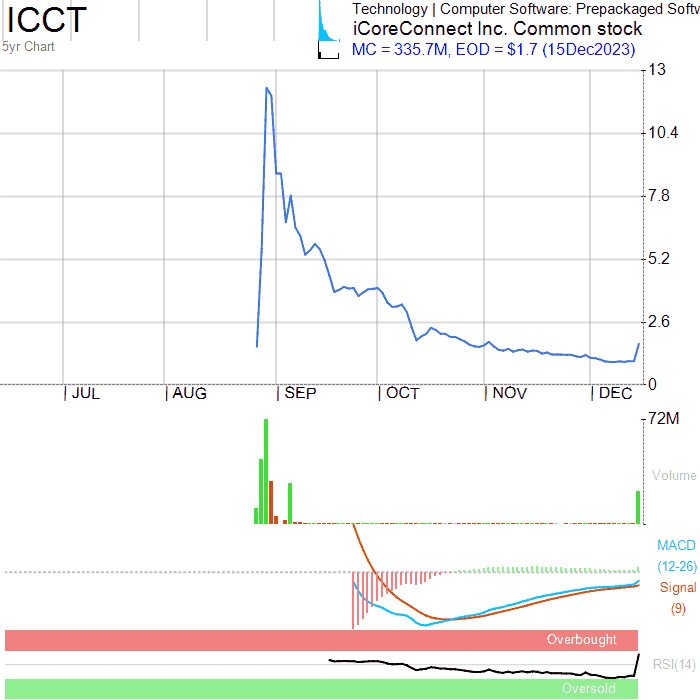 ICCT
5yr Chart
Technology | Computer Software: Prepackaged Softw
iCoreConnect Inc. Common stock
MC = 335.7M, EOD = $1.7 (15Dec2023)
13
10.4
7.8
5.2
2.6
0
JUL AUG SEP OCT NOV DEC
72M
Volume
MACD
(12-26)
Signal
(9)
Overbought
RSI(14)
Oversold